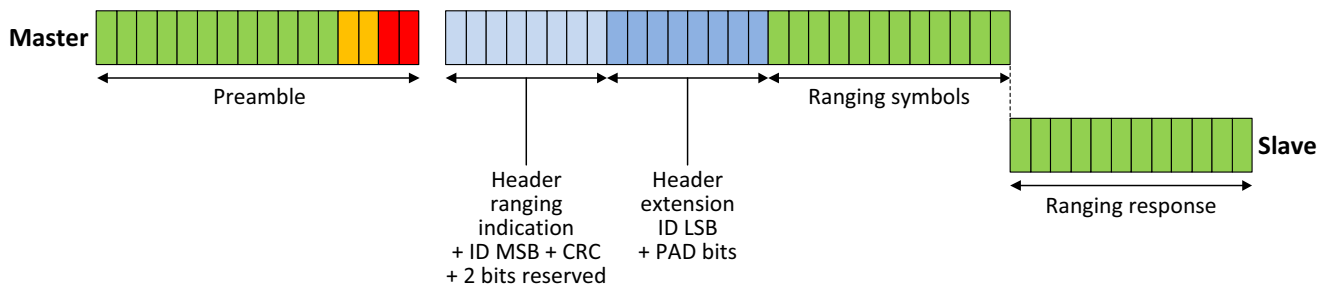 Master
Preamble
Ranging symbols
Slave
Header
ranging
indication
+ ID MSB + CRC
+ 2 bits reserved
Header
extension
ID LSB
+ PAD bits
Ranging response